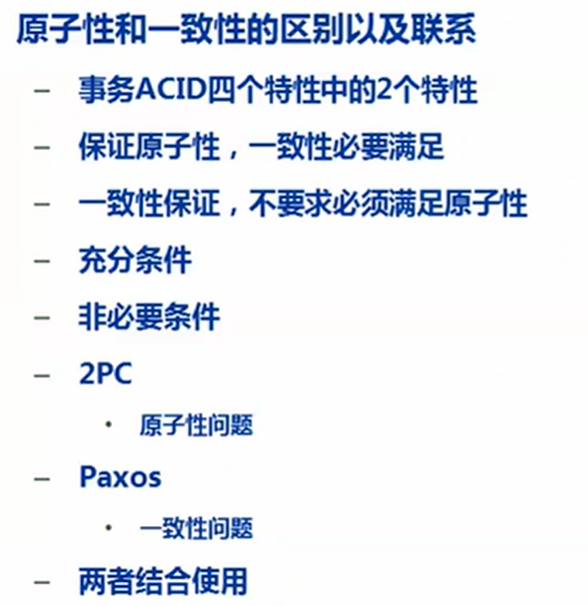 原子性和一致性的区别以及联系
– 事务ACID四个特性中的2个特性
– 保证原子性，一致性必要满足
– 一致性保证，不要求必须满足原子性
– 充分条件
– 非必要条件
– 2PC
• 原子性问题
– Paxos
• 一致性问题
– 两者结合使用